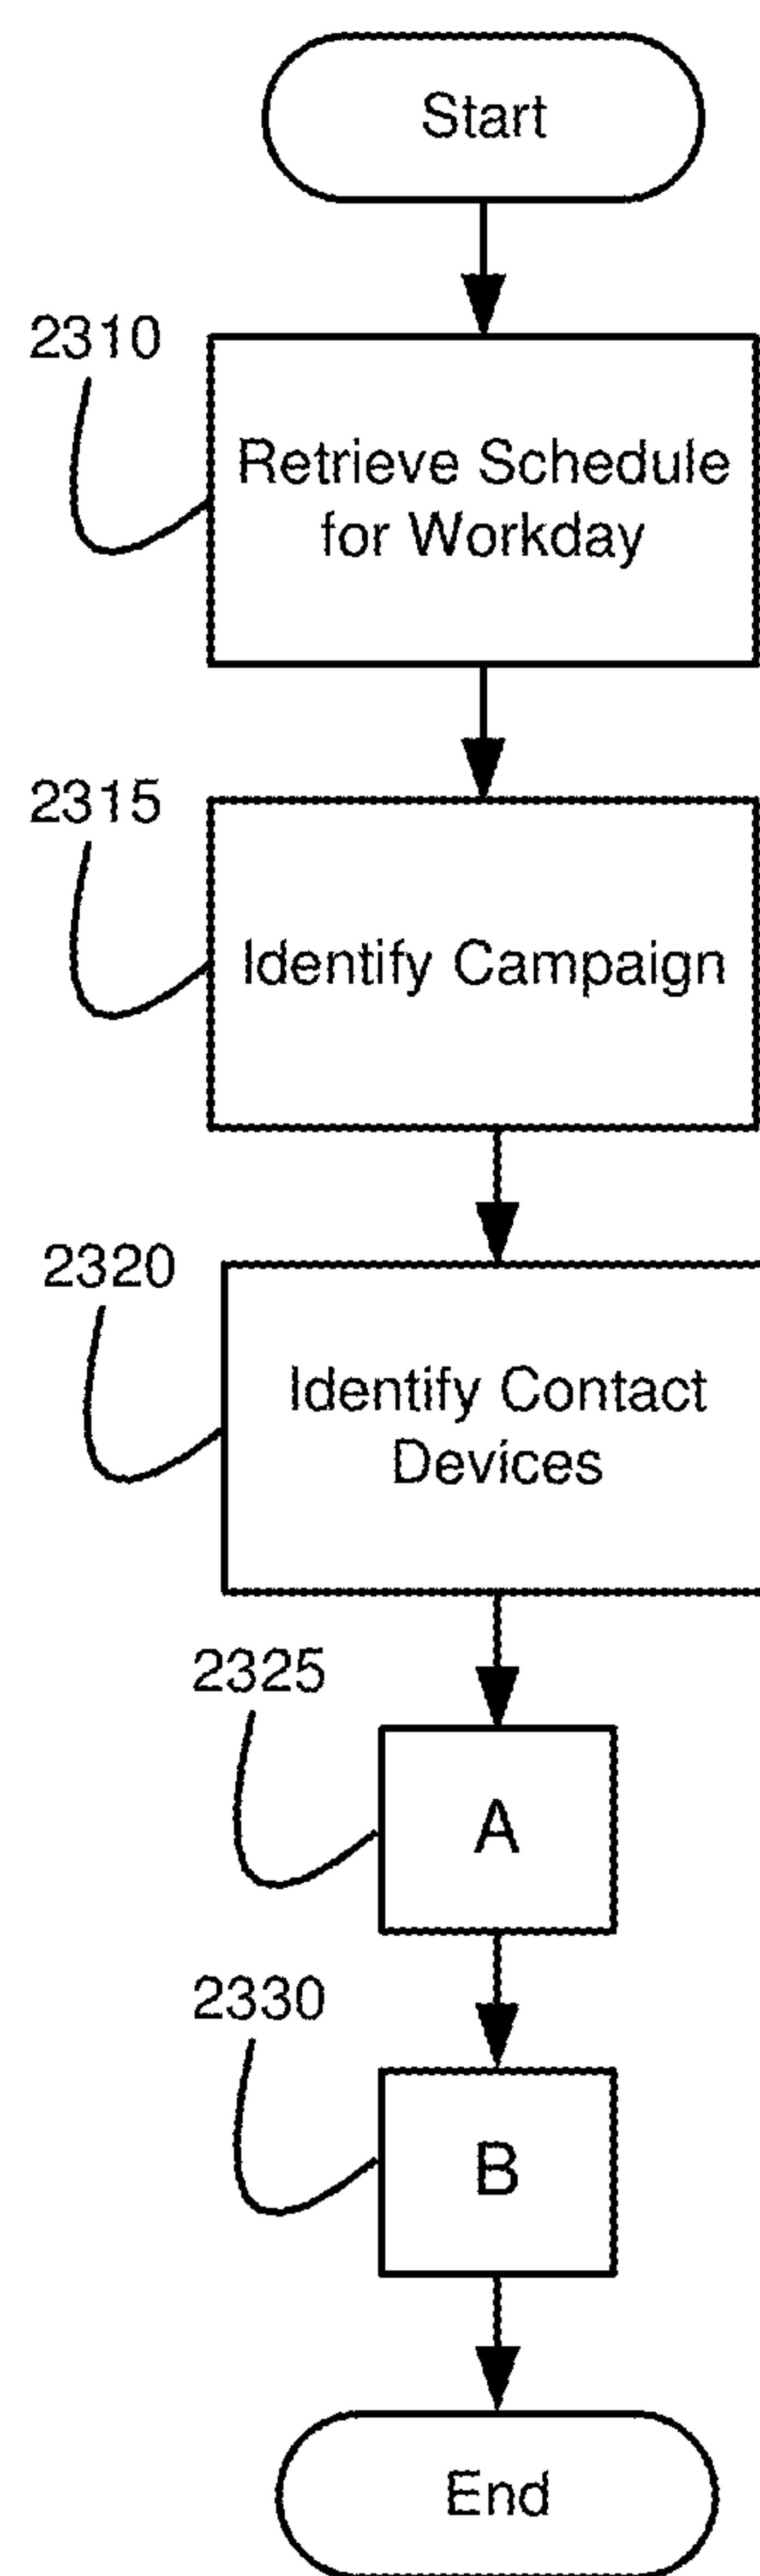 Start
2310
Retrieve Schedule
for Workday
2315
Identify Campaign
2320
Identify Contact
Devices
2325
A
2330
B
End